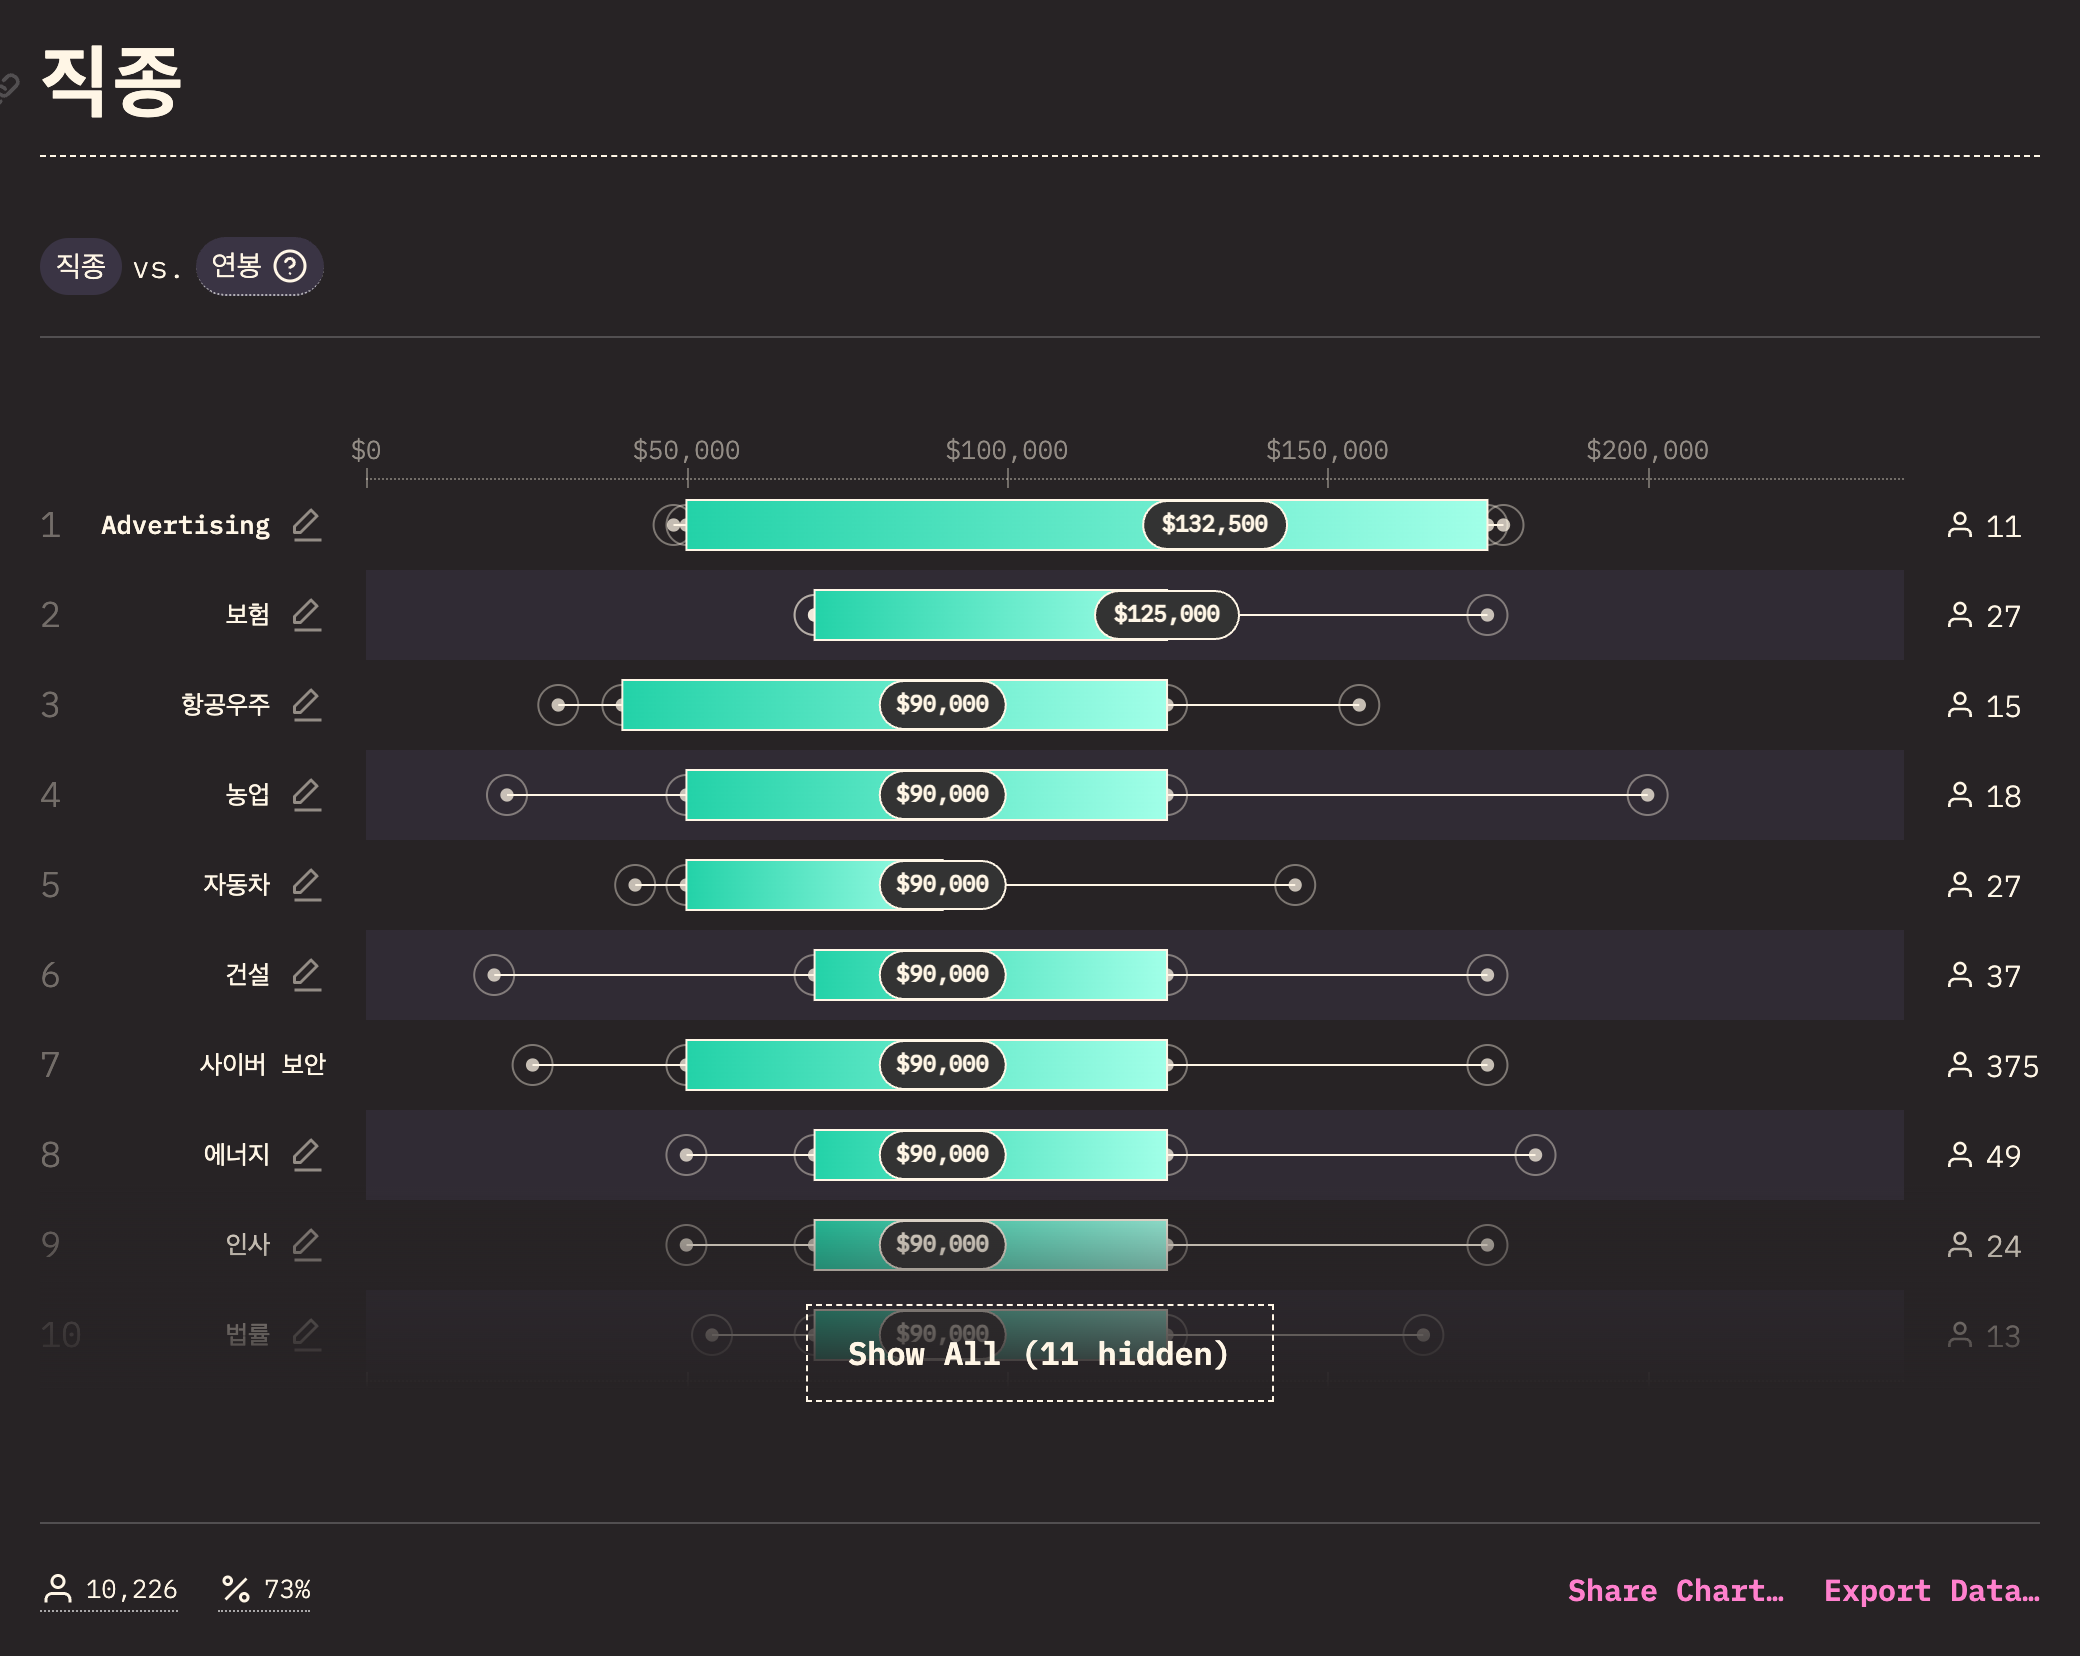 직종
직종 vs. 연봉 ?
$0 $50,000 $100,000 $150,000 $200,000
1 Advertising $132,500 11
2 보험 $125,000 27
3 항공우주 $90,000 15
4 농업 $90,000 18
5 자동차 $90,000 27
6 건설 $90,000 37
7 사이버 보안 $90,000 375
8 에너지 $90,000 49
9 인사 $90,000 24
10 법률 $90,000 13
Show All (11 hidden)
10,226 % 73% Share Chart… Export Data…